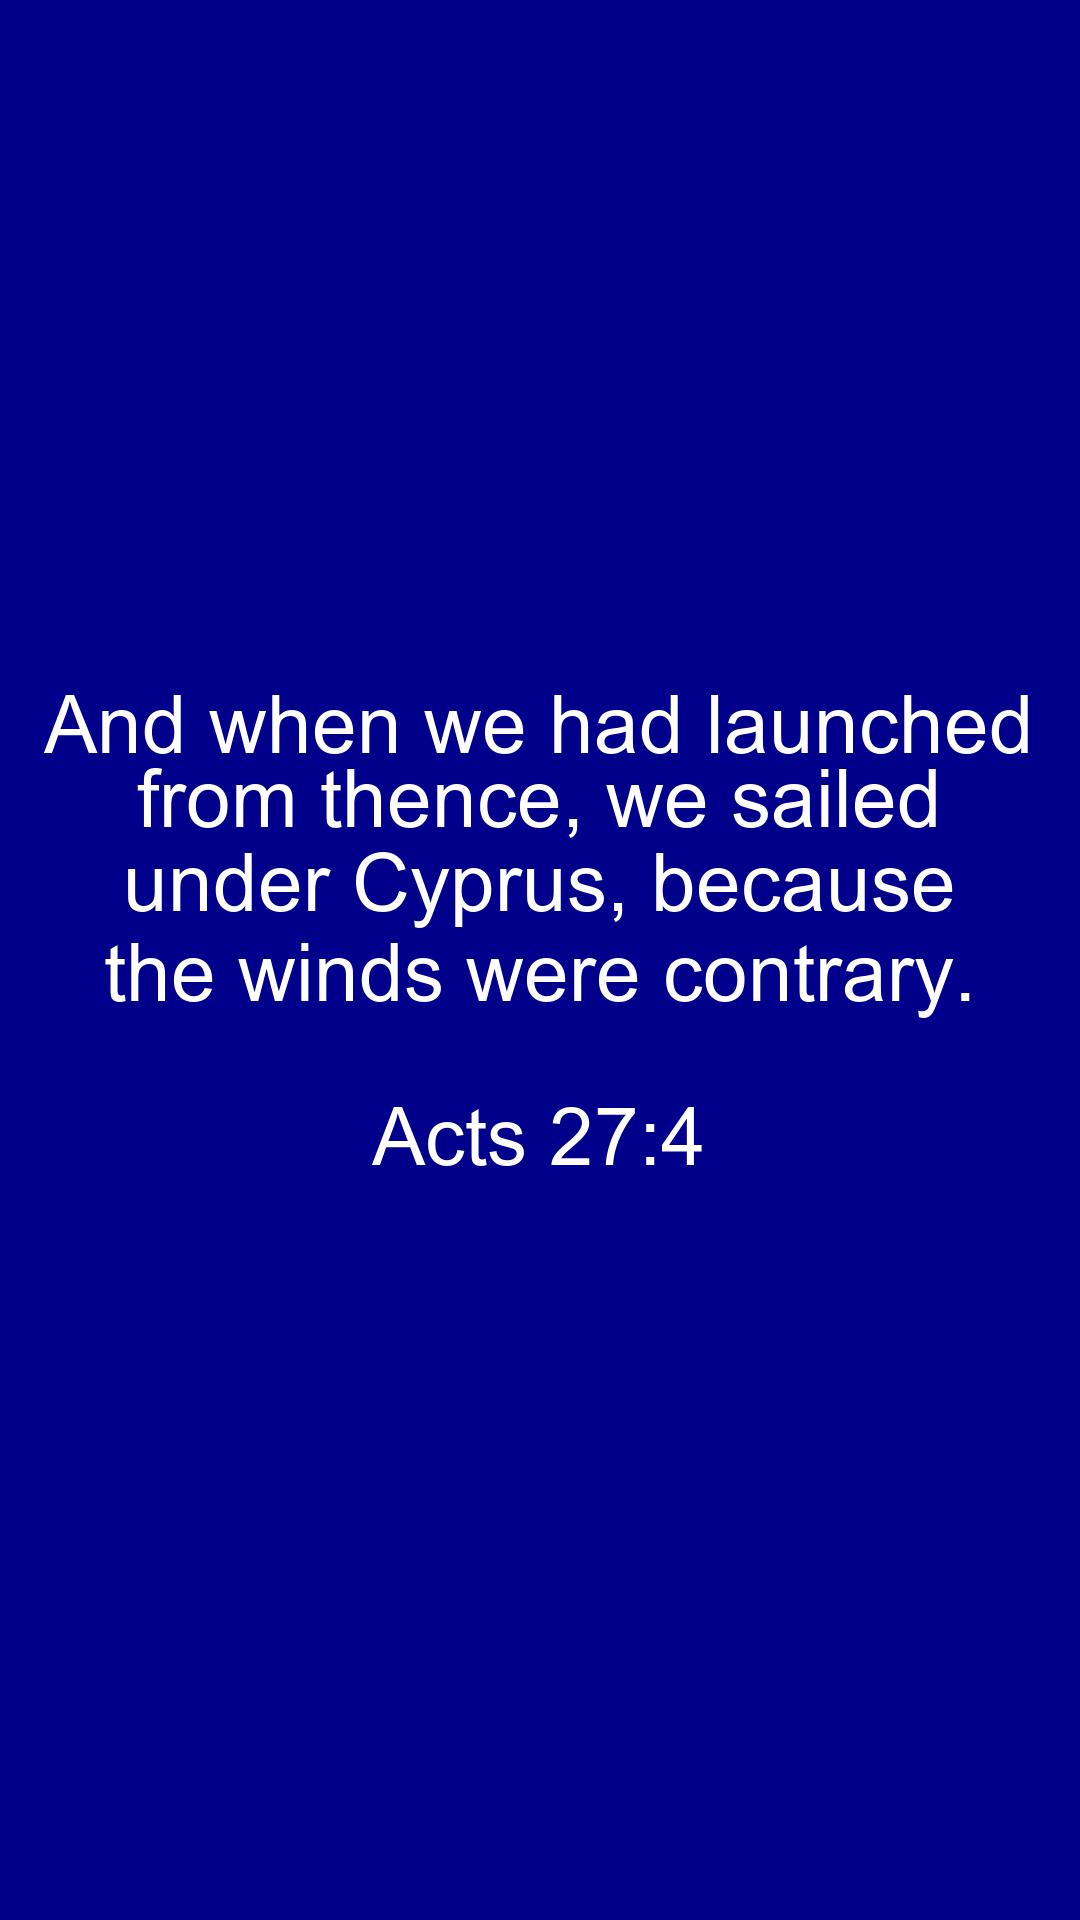 And when we had launched
from thence, we sailed
under Cyprus, because
the winds were contrary.
Acts 27:4